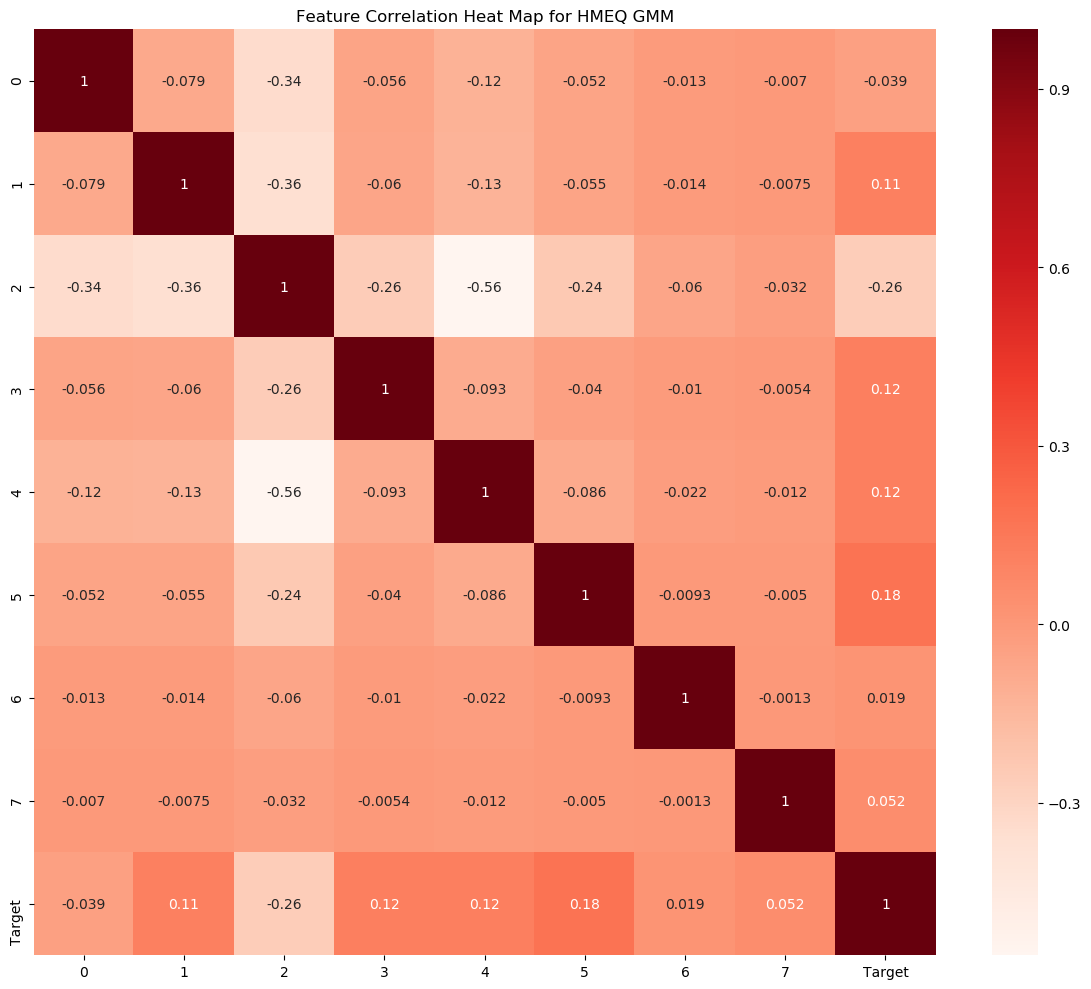 Feature Correlation Heat Map for HMEQ GMM
0 1 -0.079 -0.34 -0.056 -0.12 -0.052 -0.013 -0.007 -0.039
1 -0.079 1 -0.36 -0.06 -0.13 -0.055 -0.014 -0.0075 0.11
2 -0.34 -0.36 1 -0.26 -0.56 -0.24 -0.06 -0.032 -0.26
3 -0.056 -0.06 -0.26 1 -0.093 -0.04 -0.01 -0.0054 0.12
4 -0.12 -0.13 -0.56 -0.093 1 -0.086 -0.022 -0.012 0.12
5 -0.052 -0.055 -0.24 -0.04 -0.086 1 -0.0093 -0.005 0.18
6 -0.013 -0.014 -0.06 -0.01 -0.022 -0.0093 1 -0.0013 0.019
7 -0.007 -0.0075 -0.032 -0.0054 -0.012 -0.005 -0.0013 1 0.052
Target -0.039 0.11 -0.26 0.12 0.12 0.18 0.019 0.052 1
0 1 2 3 4 5 6 7 Target
0.9
0.6
0.3
0.0
−0.3